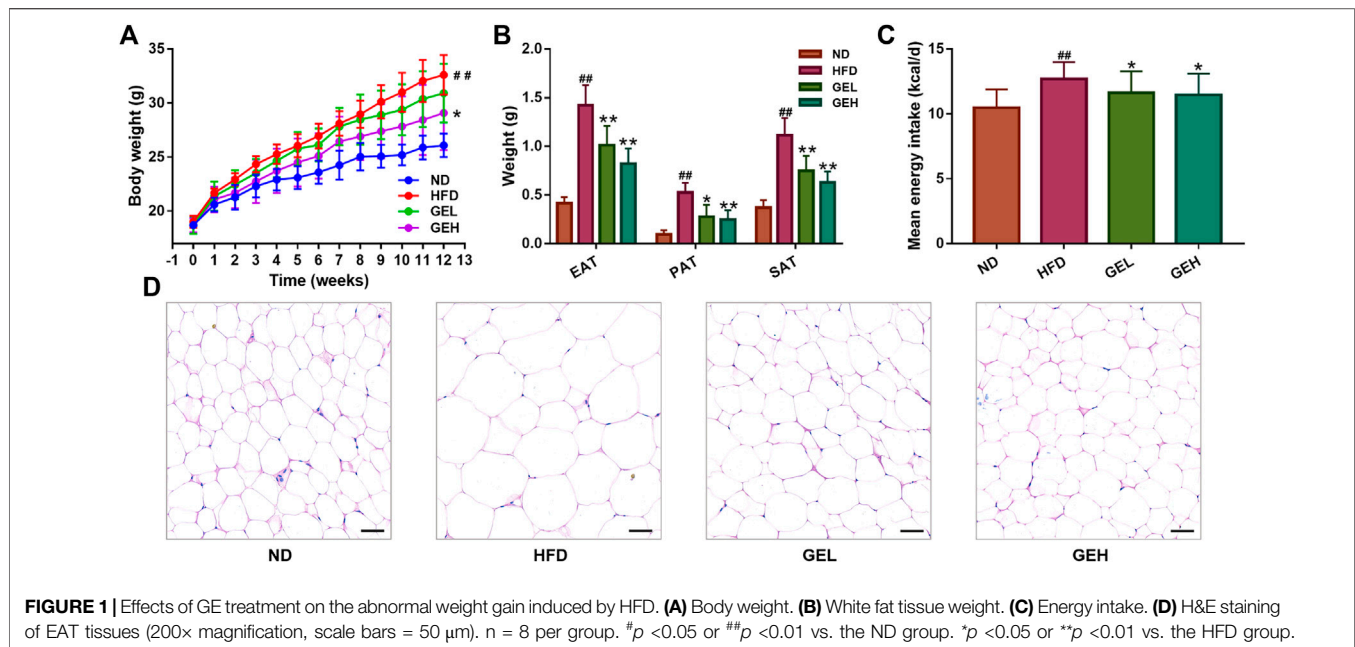 A
B
C
Body weight (g)
35
30
25
20
-1 0 1 2 3 4 5 6 7 8 9 10 11 12 13
Time (weeks)
##
*
ND
HFD
GEL
GEH
Weight (g)
2.0
1.5
1.0
0.5
0.0
## ** **
## * **
## ** **
EAT PAT SAT
ND
HFD
GEL
GEH
Mean energy intake (kcal/d)
15
10
5
0
## * *
ND HFD GEL GEH
D
ND HFD GEL GEH
FIGURE 1 | Effects of GE treatment on the abnormal weight gain induced by HFD. (A) Body weight. (B) White fat tissue weight. (C) Energy intake. (D) H&E staining
of EAT tissues (200× magnification, scale bars = 50 μm). n = 8 per group. #p <0.05 or ##p <0.01 vs. the ND group. *p <0.05 or **p <0.01 vs. the HFD group.